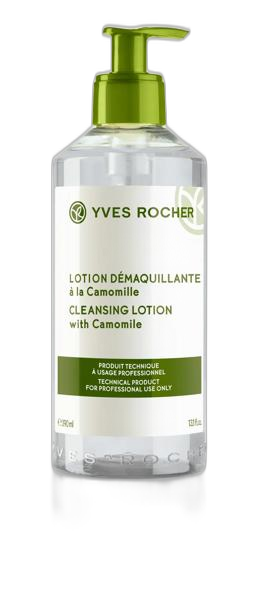 YVES ROCHER
LOTION DÉMAQUILLANTE
à la Camomille
CLEANSING LOTION
with Camomile
PRODUIT TECHNIQUE
À USAGE PROFESSIONNEL
TECHNICAL PRODUCT
FOR PROFESSIONAL USE ONLY
390ml
YVES ROCHER